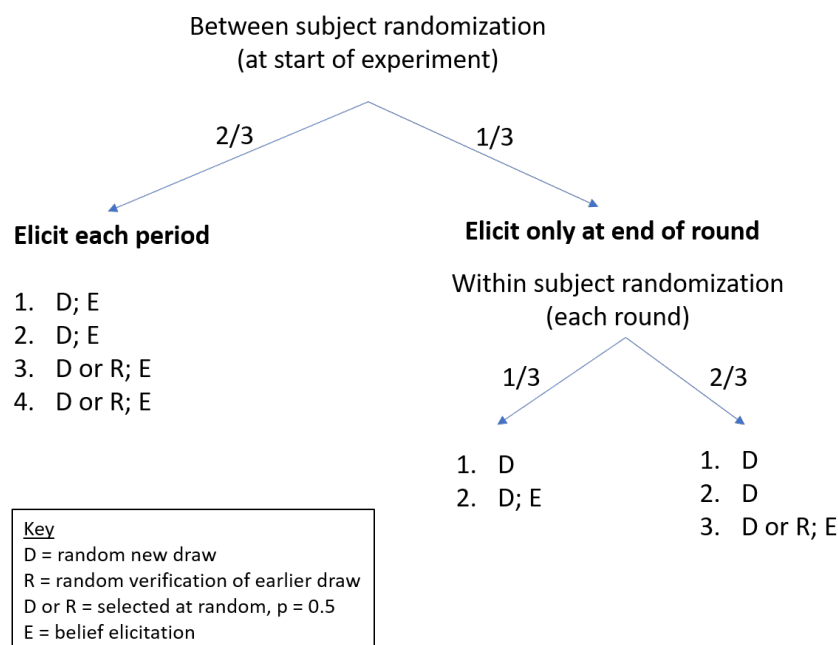 Between subject randomization
(at start of experiment)
2/3
1/3
Elicit each period
1. D; E
2. D; E
3. D or R; E
4. D or R; E
Elicit only at end of round
Within subject randomization
(each round)
1/3
2/3
1. D
2. D; E
1. D
2. D
3. D or R; E
Key
D = random new draw
R = random verification of earlier draw
D or R = selected at random, p = 0.5
E = belief elicitation